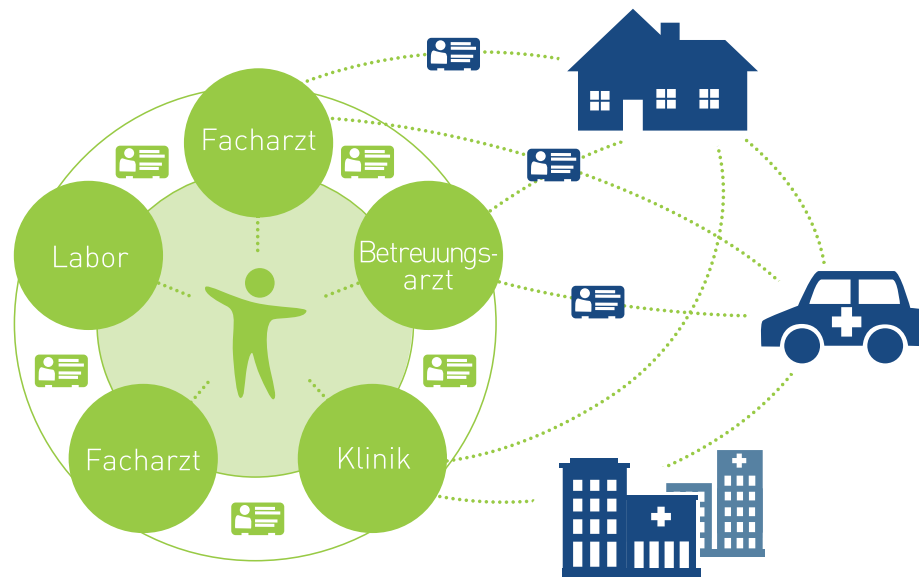 Facharzt
Labor
Betreuungs-
arzt
Facharzt
Klinik